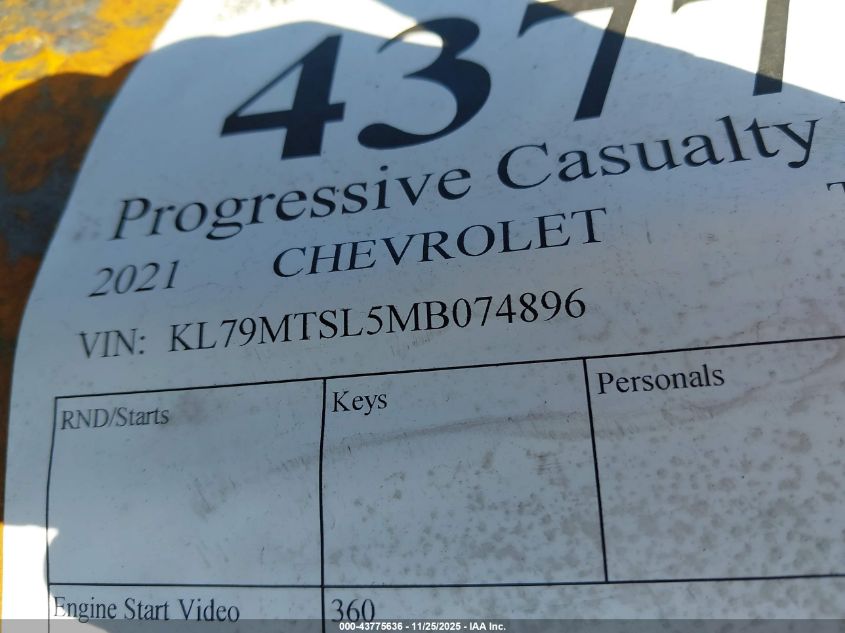 4377
Progressive Casualty
2021 CHEVROLET
VIN: KL79MTSL5MB074896
RND/Starts Keys Personals
Engine Start Video 360
000-43775636 - 11/25/2025 - IAA Inc.